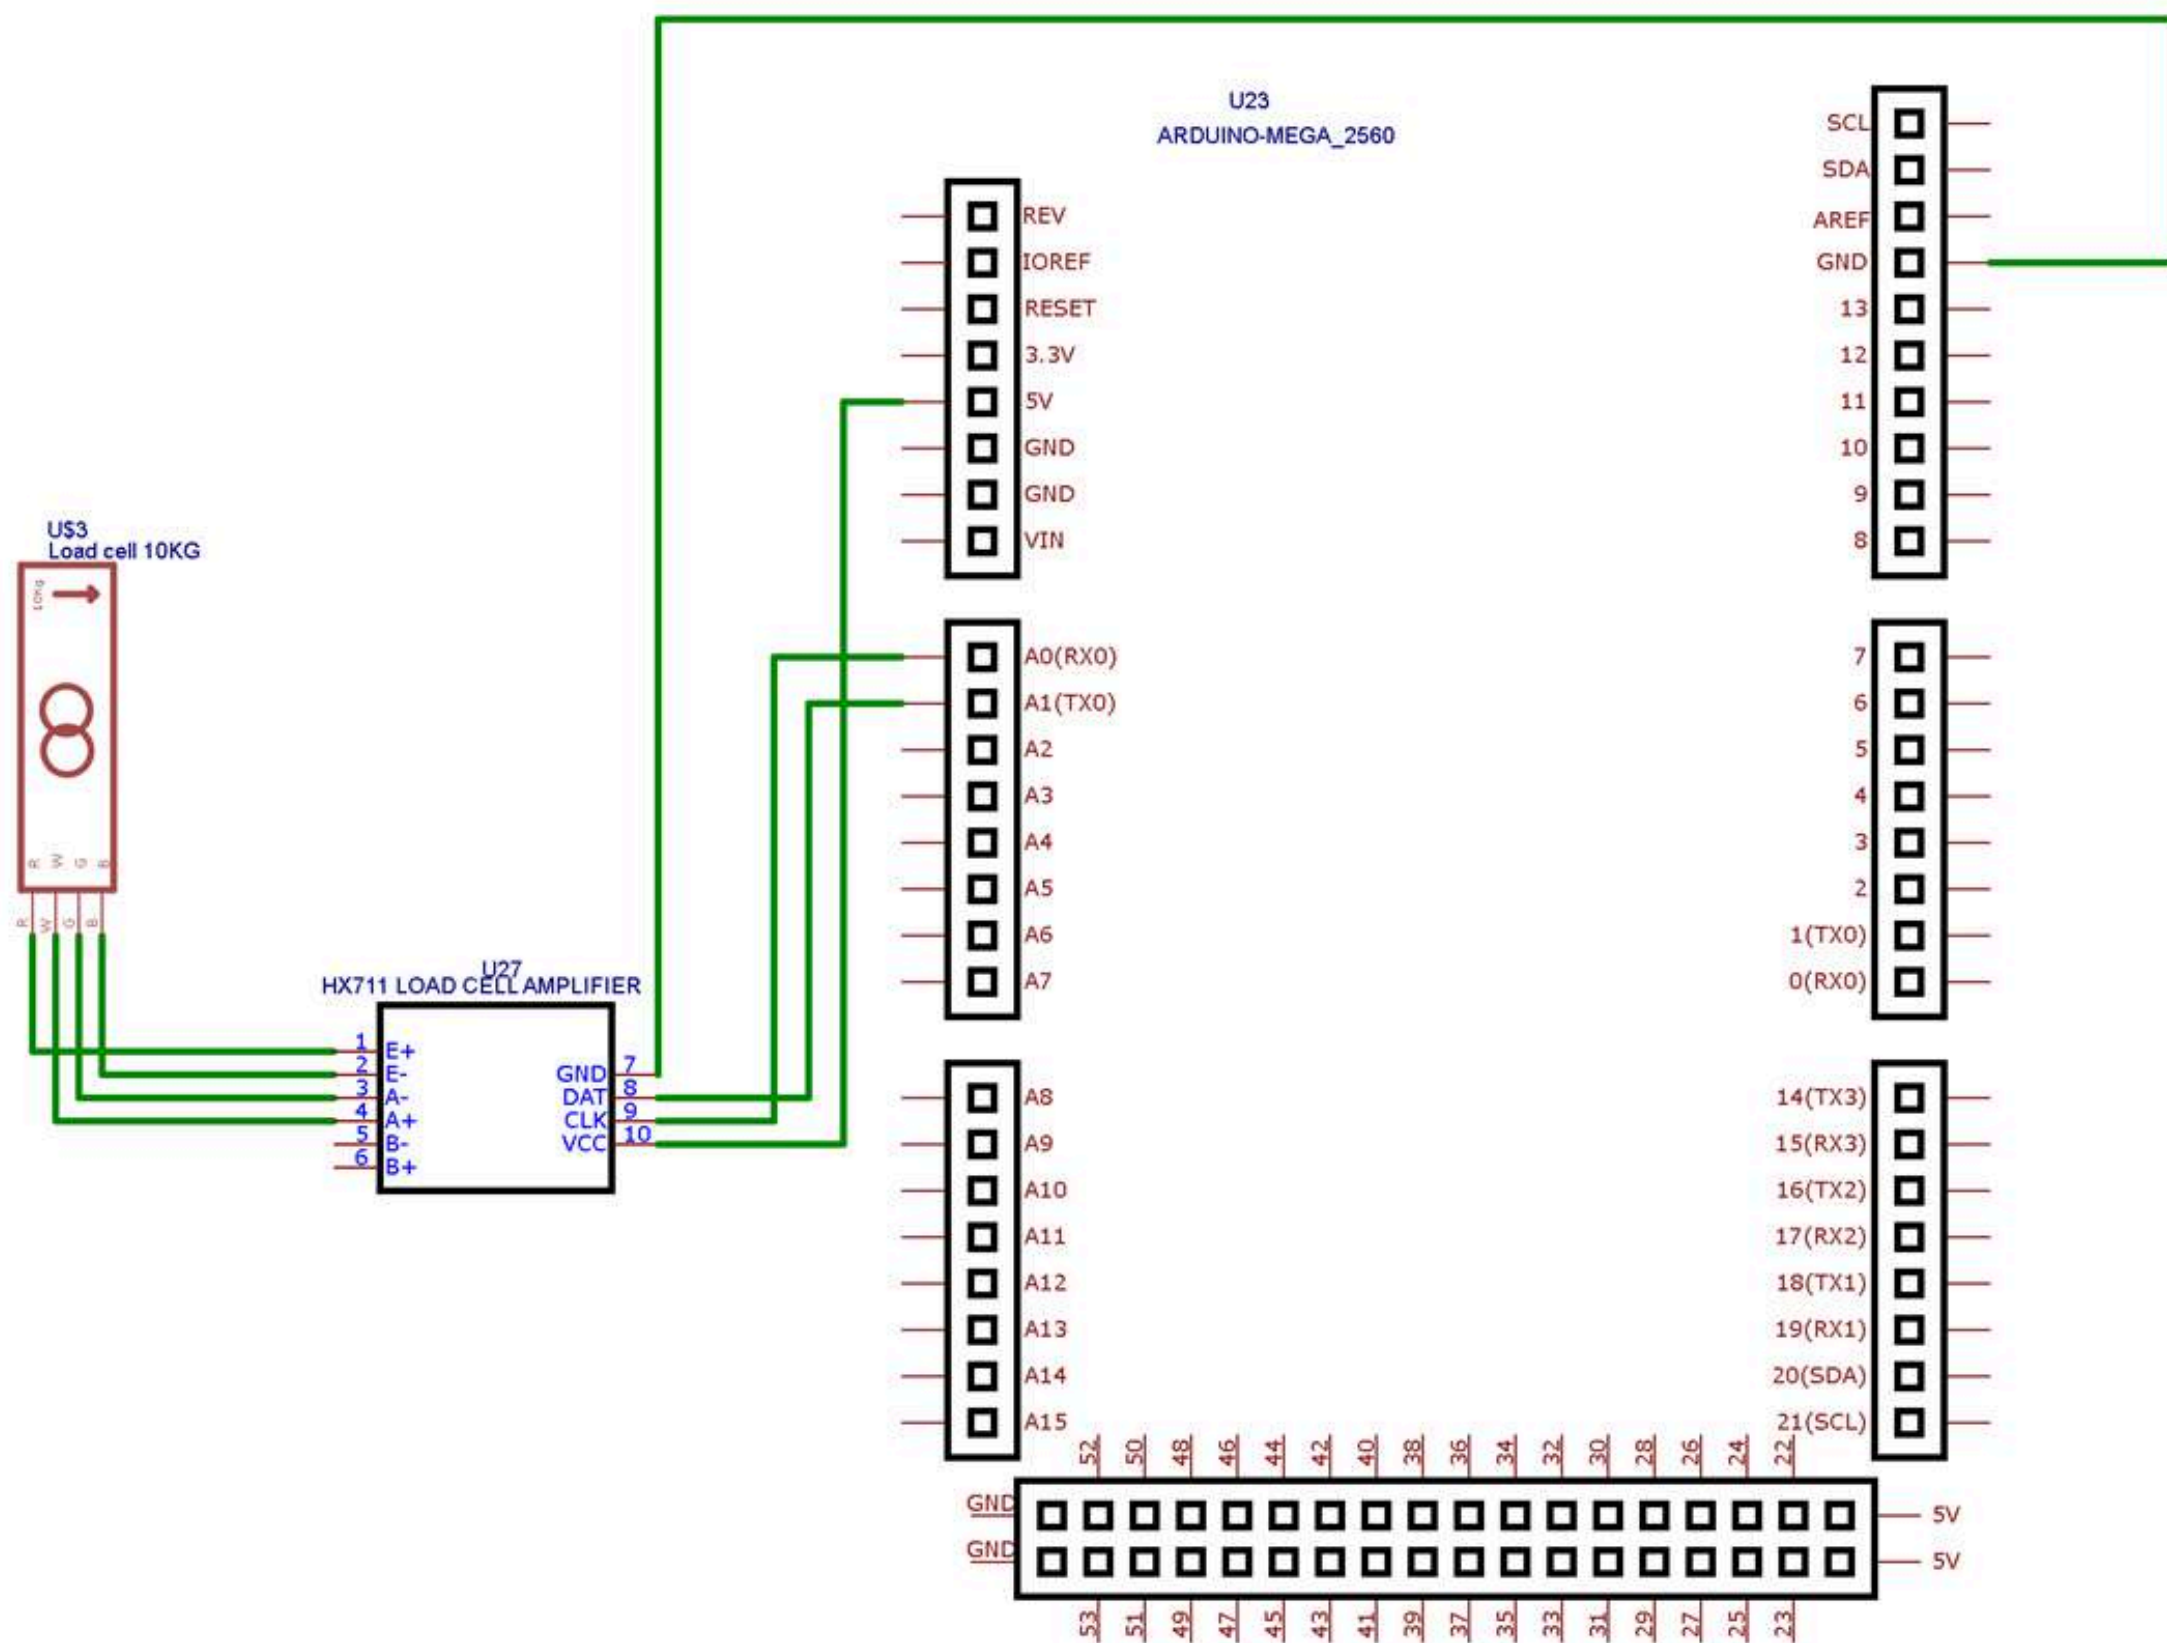 U23
ARDUINO-MEGA_2560
REV
IOREF
RESET
3.3V
5V
GND
GND
VIN
A0(RX0)
A1(TX0)
A2
A3
A4
A5
A6
A7
A8
A9
A10
A11
A12
A13
A14
A15
SCL
SDA
AREF
GND
13
12
11
10
9
8
7
6
5
4
3
2
1(TX0)
0(RX0)
14(TX3)
15(RX3)
16(TX2)
17(RX2)
18(TX1)
19(RX1)
20(SDA)
21(SCL)
52 50 48 46 44 42 40 38 36 34 32 30 28 26 24 22
GND 5V
GND 5V
53 51 49 47 45 43 41 39 37 35 33 31 29 27 25 23
U$3
Load cell 10KG
10KG
R W G B
R W G B
U27
HX711 LOAD CELL AMPLIFIER
1 E+
2 E-
3 A-
4 A+
5 B-
6 B+
GND 7
DAT 8
CLK 9
VCC 10